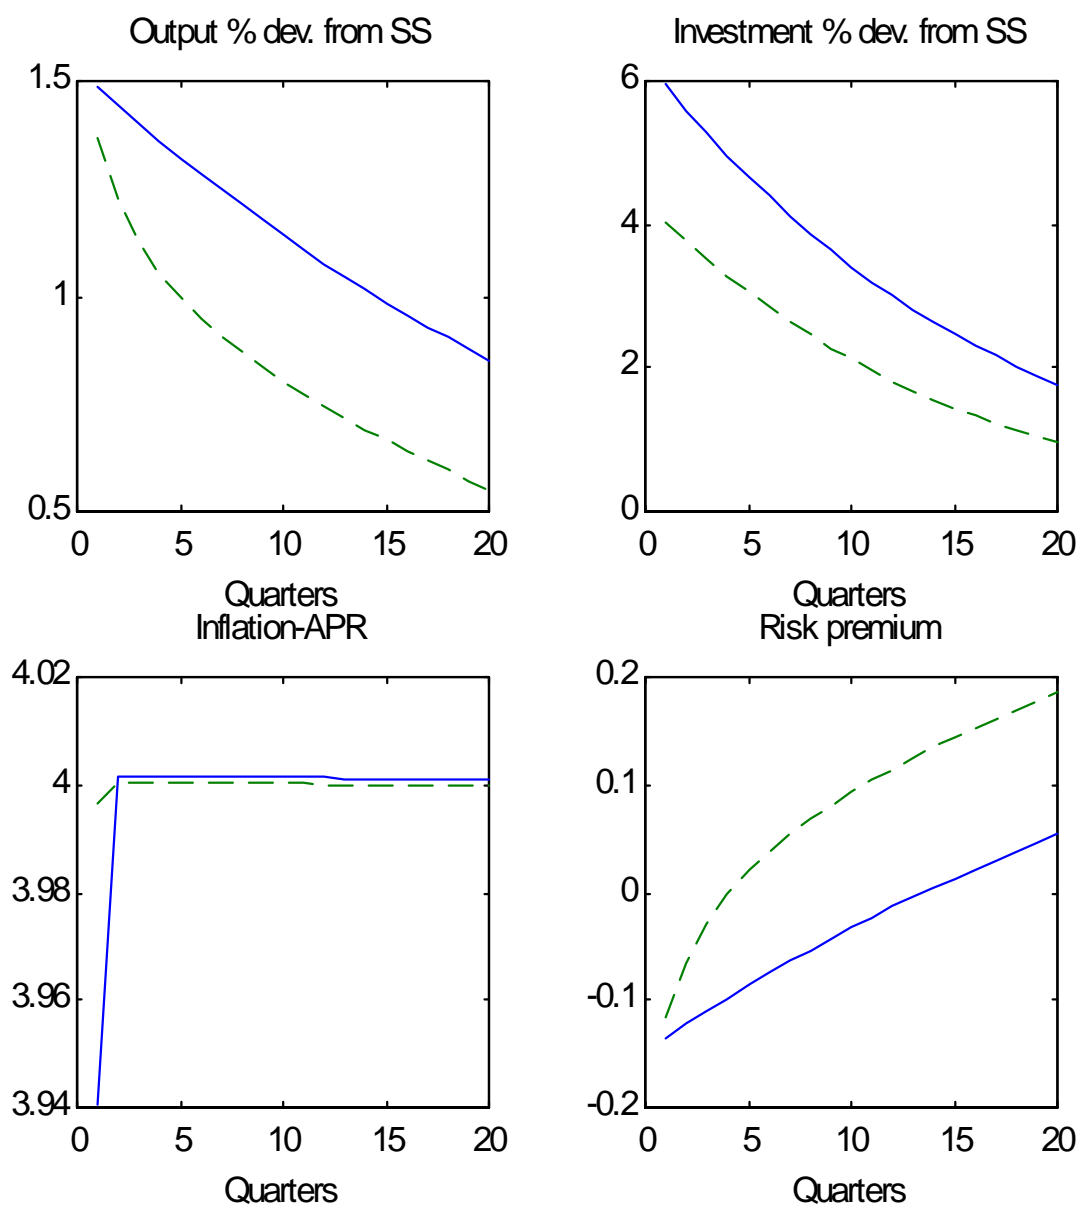 Output % dev. from SS
1.5
1
0.5
0 5 10 15 20
Quarters
Investment % dev. from SS
6
4
2
0
0 5 10 15 20
Quarters
Inflation-APR
4.02
4
3.98
3.96
3.94
0 5 10 15 20
Quarters
Risk premium
0.2
0.1
0
-0.1
-0.2
0 5 10 15 20
Quarters